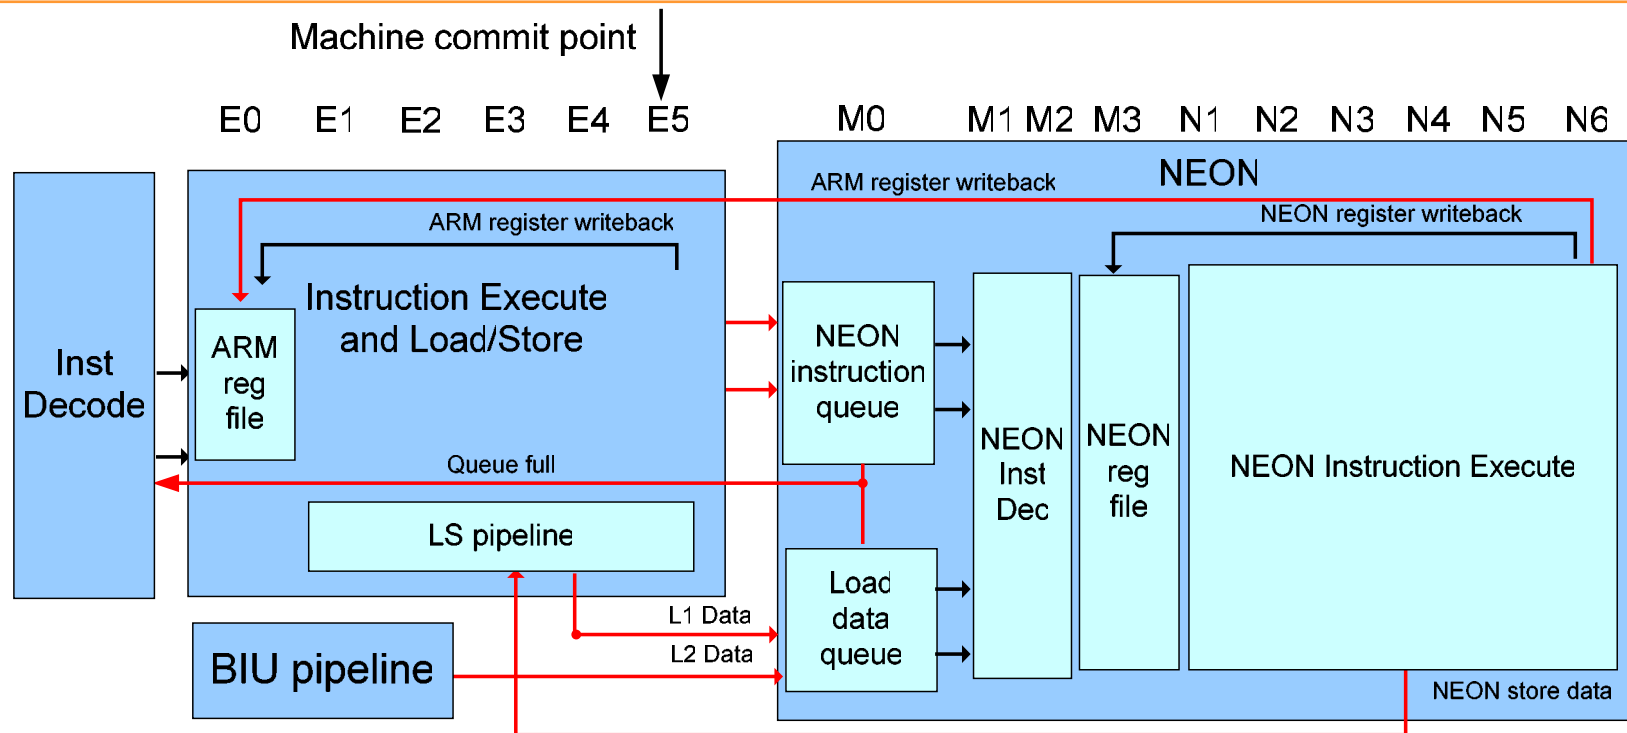 Machine commit point
E0 E1 E2 E3 E4 E5 M0 M1 M2 M3 N1 N2 N3 N4 N5 N6
NEON
ARM register writeback
ARM register writeback
NEON register writeback
Inst
Decode
ARM
reg
file
Instruction Execute
and Load/Store
Queue full
LS pipeline
BIU pipeline
L1 Data
L2 Data
NEON
instruction
queue
Load
data
queue
NEON
Inst
Dec
NEON
reg
file
NEON Instruction Execute
NEON store data